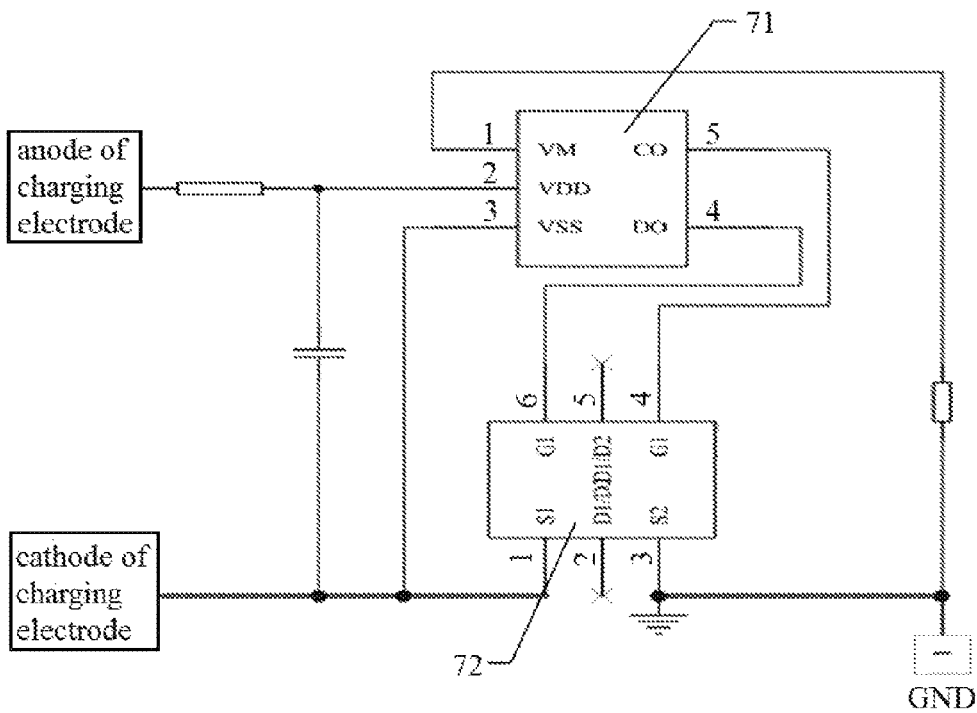 71
anode of
charging
electrode
1
2
3
VM
VDD
VSS
CO
DO
5
4
6
5
4
G1
G1
S1
S2
1
2
3
cathode of
charging
electrode
72
−
GND